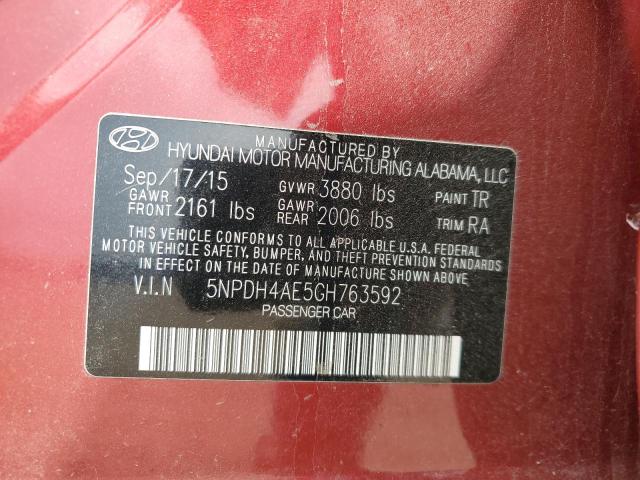 MANUFACTURED BY
HYUNDAI MOTOR MANUFACTURING ALABAMA, LLC
Sep/17/15 GVWR 3880 lbs PAINT TR
GAWR FRONT 2161 lbs GAWR REAR 2006 lbs TRIM RA
THIS VEHICLE CONFORMS TO ALL APPLICABLE U.S.A. FEDERAL
MOTOR VEHICLE SAFETY, BUMPER, AND THEFT PREVENTION STANDARDS
IN EFFECT ON THE DATE OF MANUFACTURE SHOWN ABOVE.
V.I.N 5NPDH4AE5GH763592
PASSENGER CAR